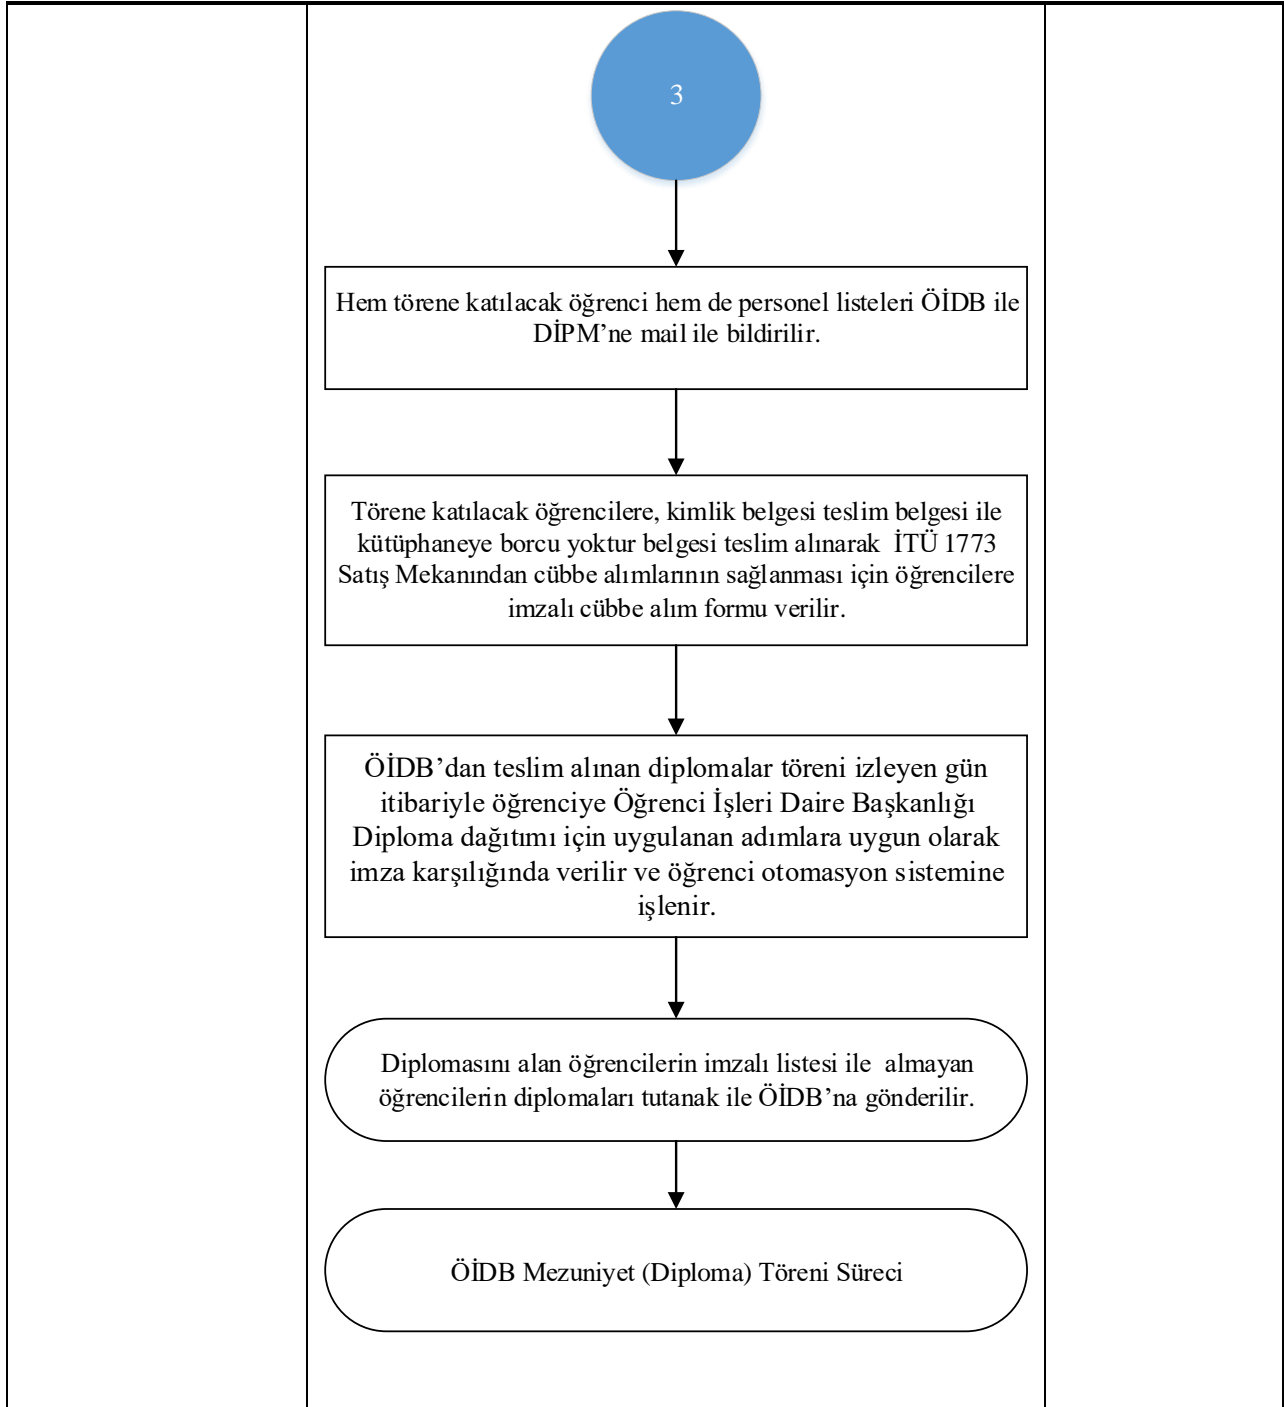 3
Hem törene katılacak öğrenci hem de personel listeleri ÖİDB ile
DİPM’ne mail ile bildirilir.
Törene katılacak öğrencilere, kimlik belgesi teslim belgesi ile
kütüphaneye borcu yoktur belgesi teslim alınarak  İTÜ 1773
Satış Mekanından cübbe alımlarının sağlanması için öğrencilere
imzalı cübbe alım formu verilir.
ÖİDB’dan teslim alınan diplomalar töreni izleyen gün
itibariyle öğrenciye Öğrenci İşleri Daire Başkanlığı
Diploma dağıtımı için uygulanan adımlara uygun olarak
imza karşılığında verilir ve öğrenci otomasyon sistemine
işlenir.
Diplomasını alan öğrencilerin imzalı listesi ile  almayan
öğrencilerin diplomaları tutanak ile ÖİDB’na gönderilir.
ÖİDB Mezuniyet (Diploma) Töreni Süreci